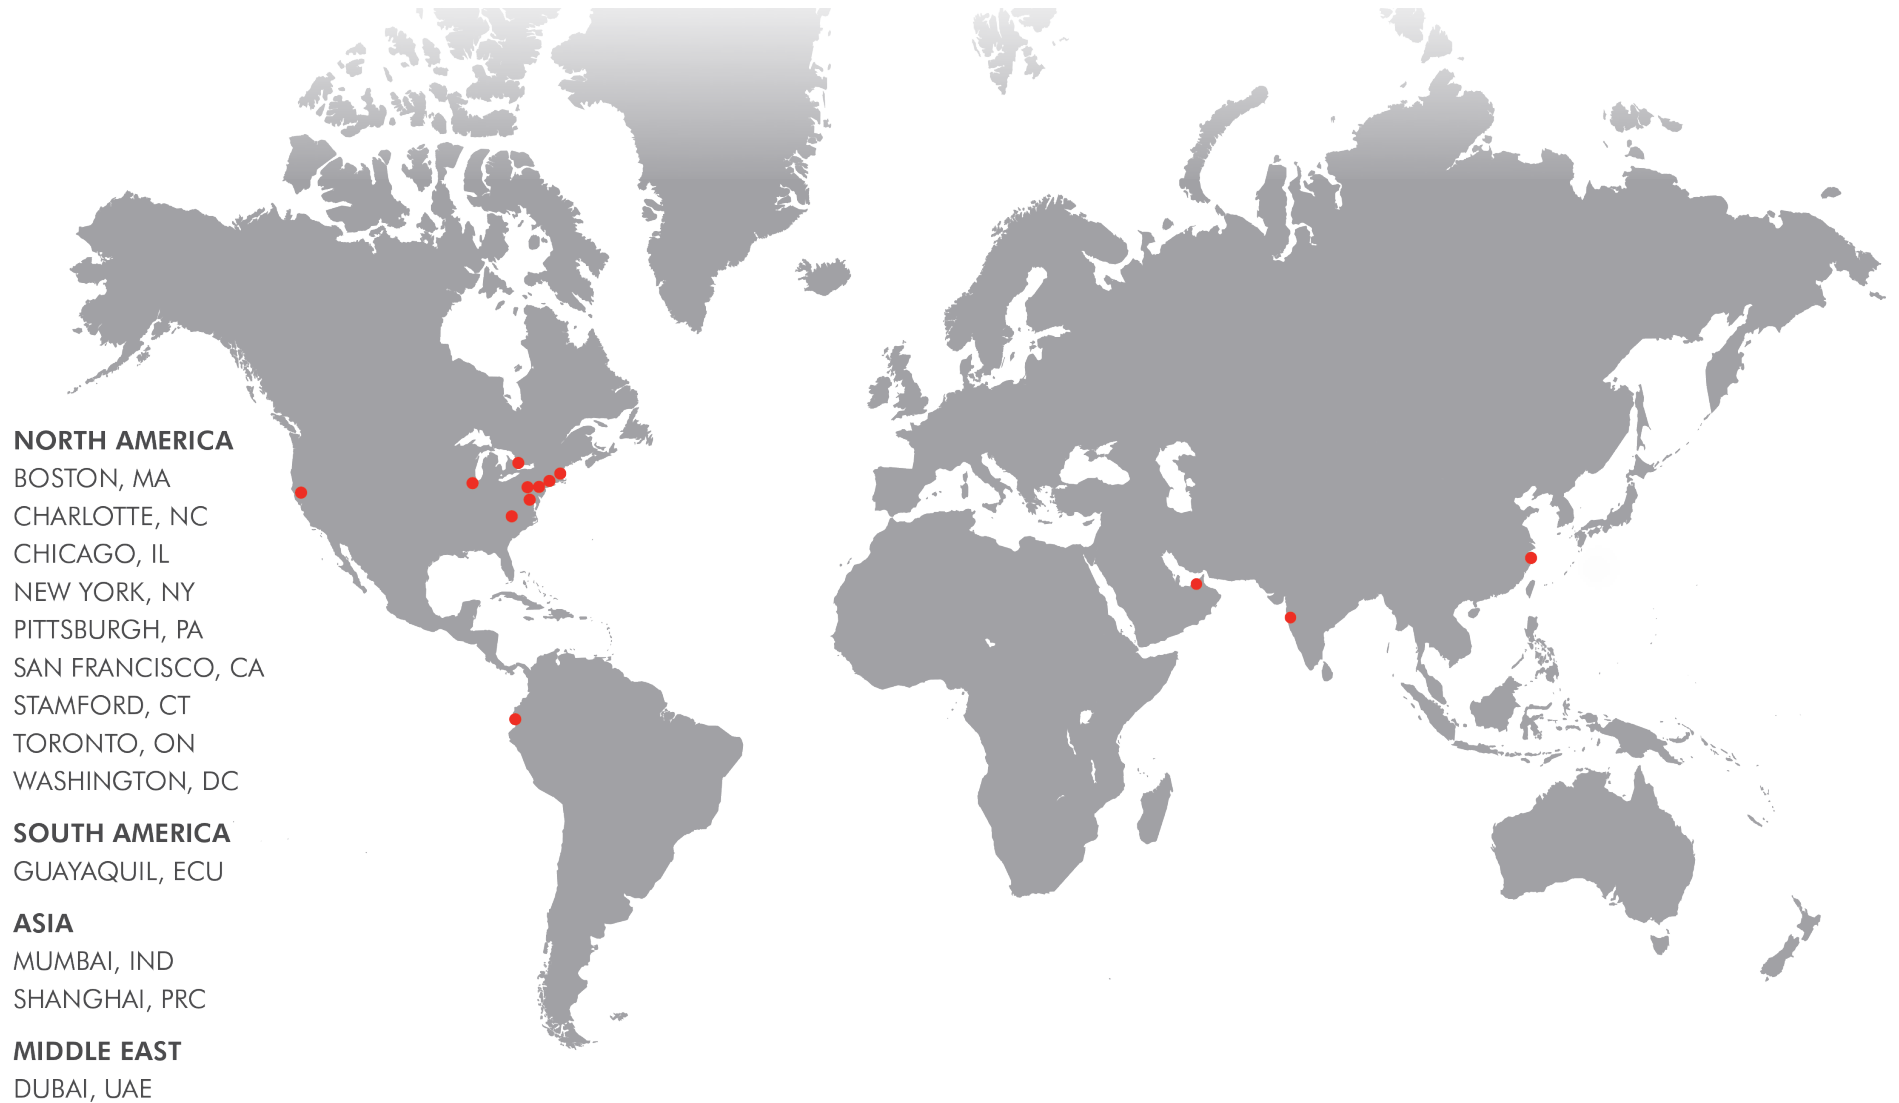 NORTH AMERICA
BOSTON, MA
CHARLOTTE, NC
CHICAGO, IL
NEW YORK, NY
PITTSBURGH, PA
SAN FRANCISCO, CA
STAMFORD, CT
TORONTO, ON
WASHINGTON, DC
SOUTH AMERICA
GUAYAQUIL, ECU
ASIA
MUMBAI, IND
SHANGHAI, PRC
MIDDLE EAST
DUBAI, UAE